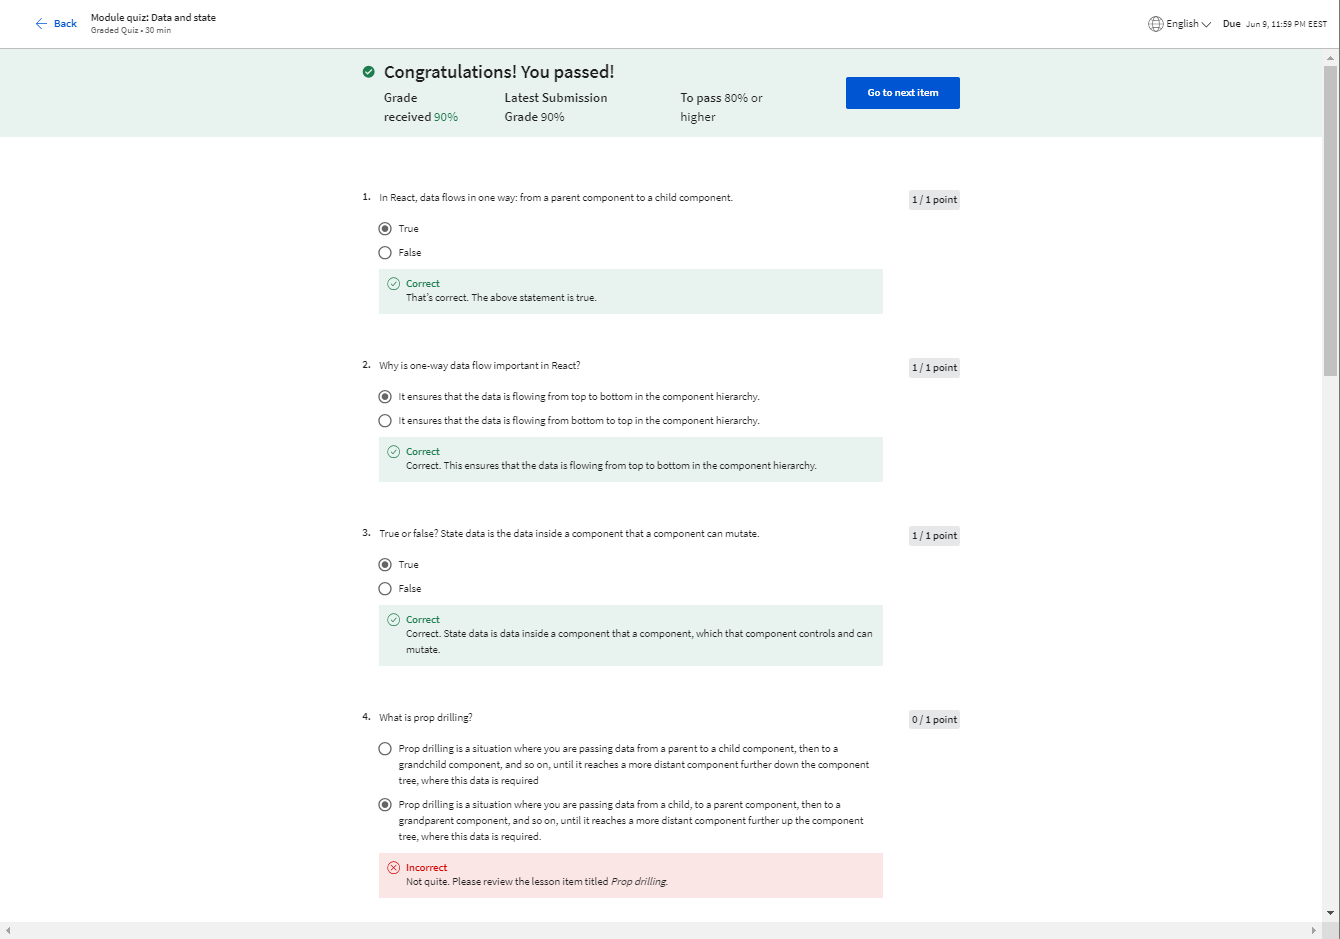 Back
Module quiz: Data and state
Graded Quiz • 30 min
English
Due Jun 9, 11:59 PM EEST
Congratulations! You passed!
Grade
received 90%
Latest Submission
Grade 90%
To pass 80% or
higher
Go to next item
1. In React, data flows in one way: from a parent component to a child component.
1 / 1 point
True
False
Correct
That's correct. The above statement is true.
2. Why is one-way data flow important in React?
1 / 1 point
It ensures that the data is flowing from top to bottom in the component hierarchy.
It ensures that the data is flowing from bottom to top in the component hierarchy.
Correct
Correct. This ensures that the data is flowing from top to bottom in the component hierarchy.
3. True or false? State data is the data inside a component that a component can mutate.
1 / 1 point
True
False
Correct
Correct. State data is data inside a component that a component, which that component controls and can
mutate.
4. What is prop drilling?
0 / 1 point
Prop drilling is a situation where you are passing data from a parent to a child component, then to a
grandchild component, and so on, until it reaches a more distant component further down the component
tree, where this data is required
Prop drilling is a situation where you are passing data from a child, to a parent component, then to a
grandparent component, and so on, until it reaches a more distant component further up the component
tree, where this data is required.
Incorrect
Not quite. Please review the lesson item titled Prop drilling.